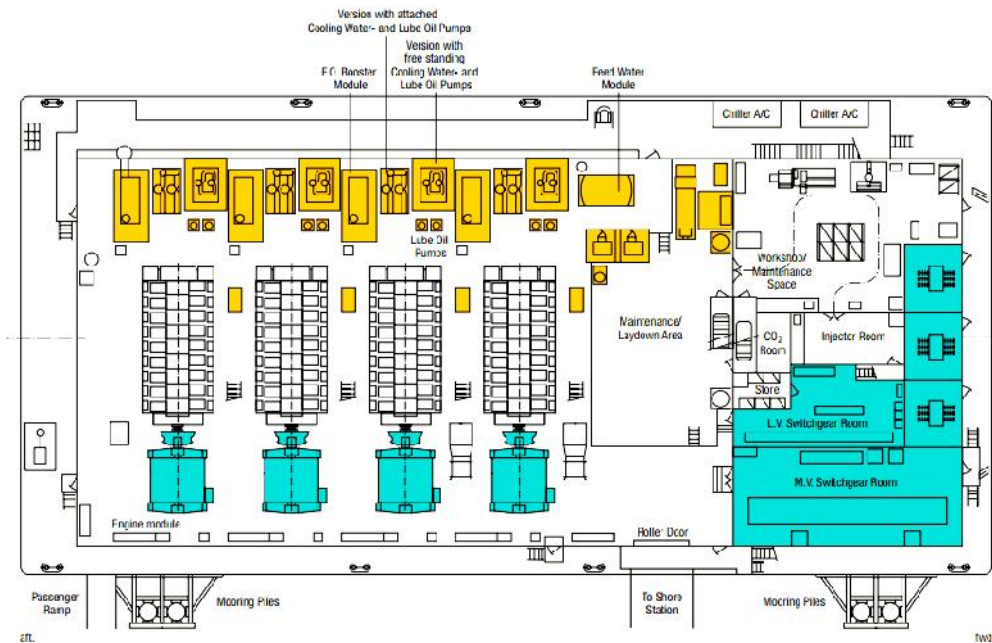 Version with attached
Cooling Water- and Lube Oil Pumps
Version with
free standing
Cooling Water- and
Lube Oil Pumps
F.O. Booster
Module
Feed Water
Module
Chiller A/C
Chiller A/C
Lube Oil
Pumps
Workshop/
Maintenance
Space
Maintenance/
Laydown Area
CO2
Room
Injector Room
Store
L.V. Switchgear Room
M.V. Switchgear Room
Engine module
Roller Door
Passenger
Ramp
Mooring Piles
To Shore
Station
Mooring Piles
aft.
fwd